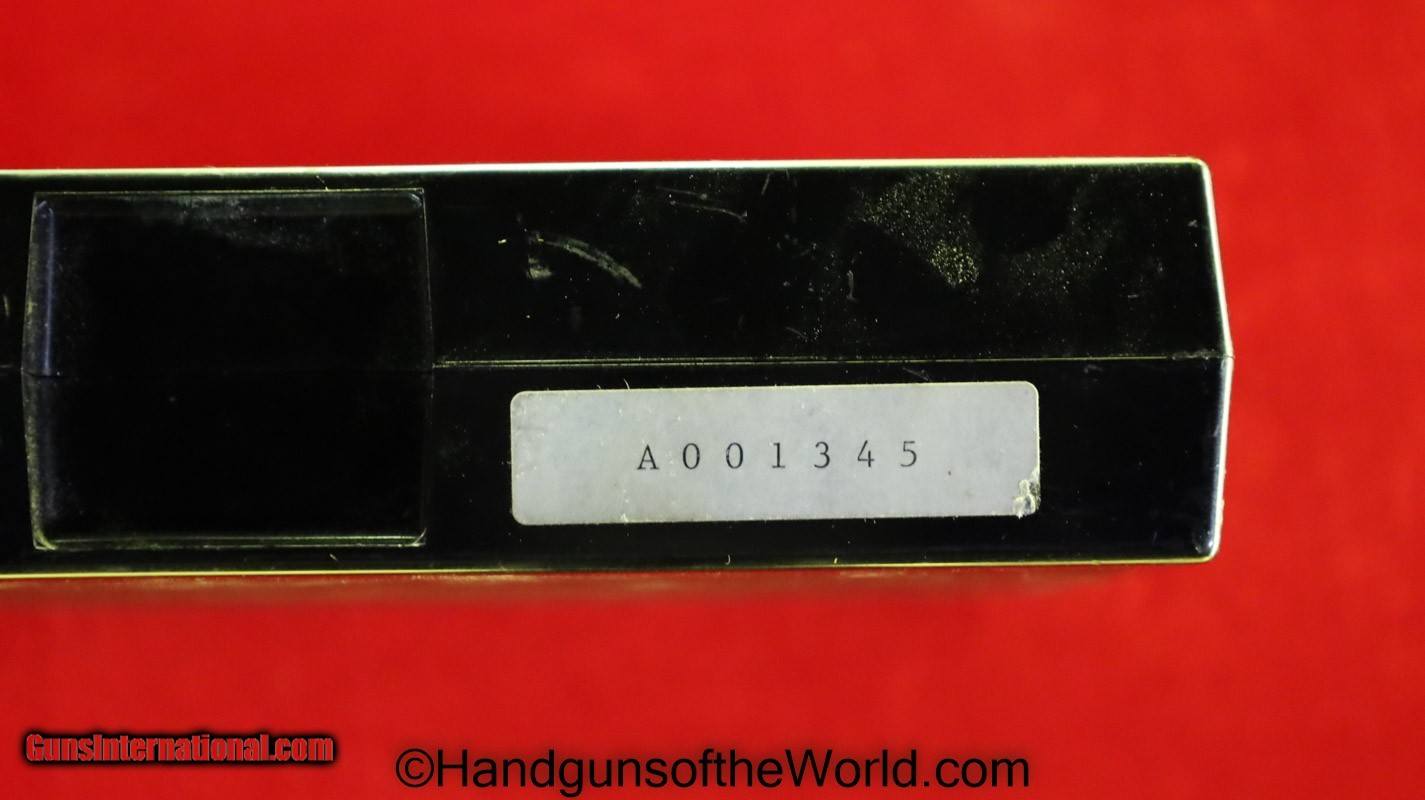 A001345
GunsInternational.com
©HandgunsoftheWorld.com